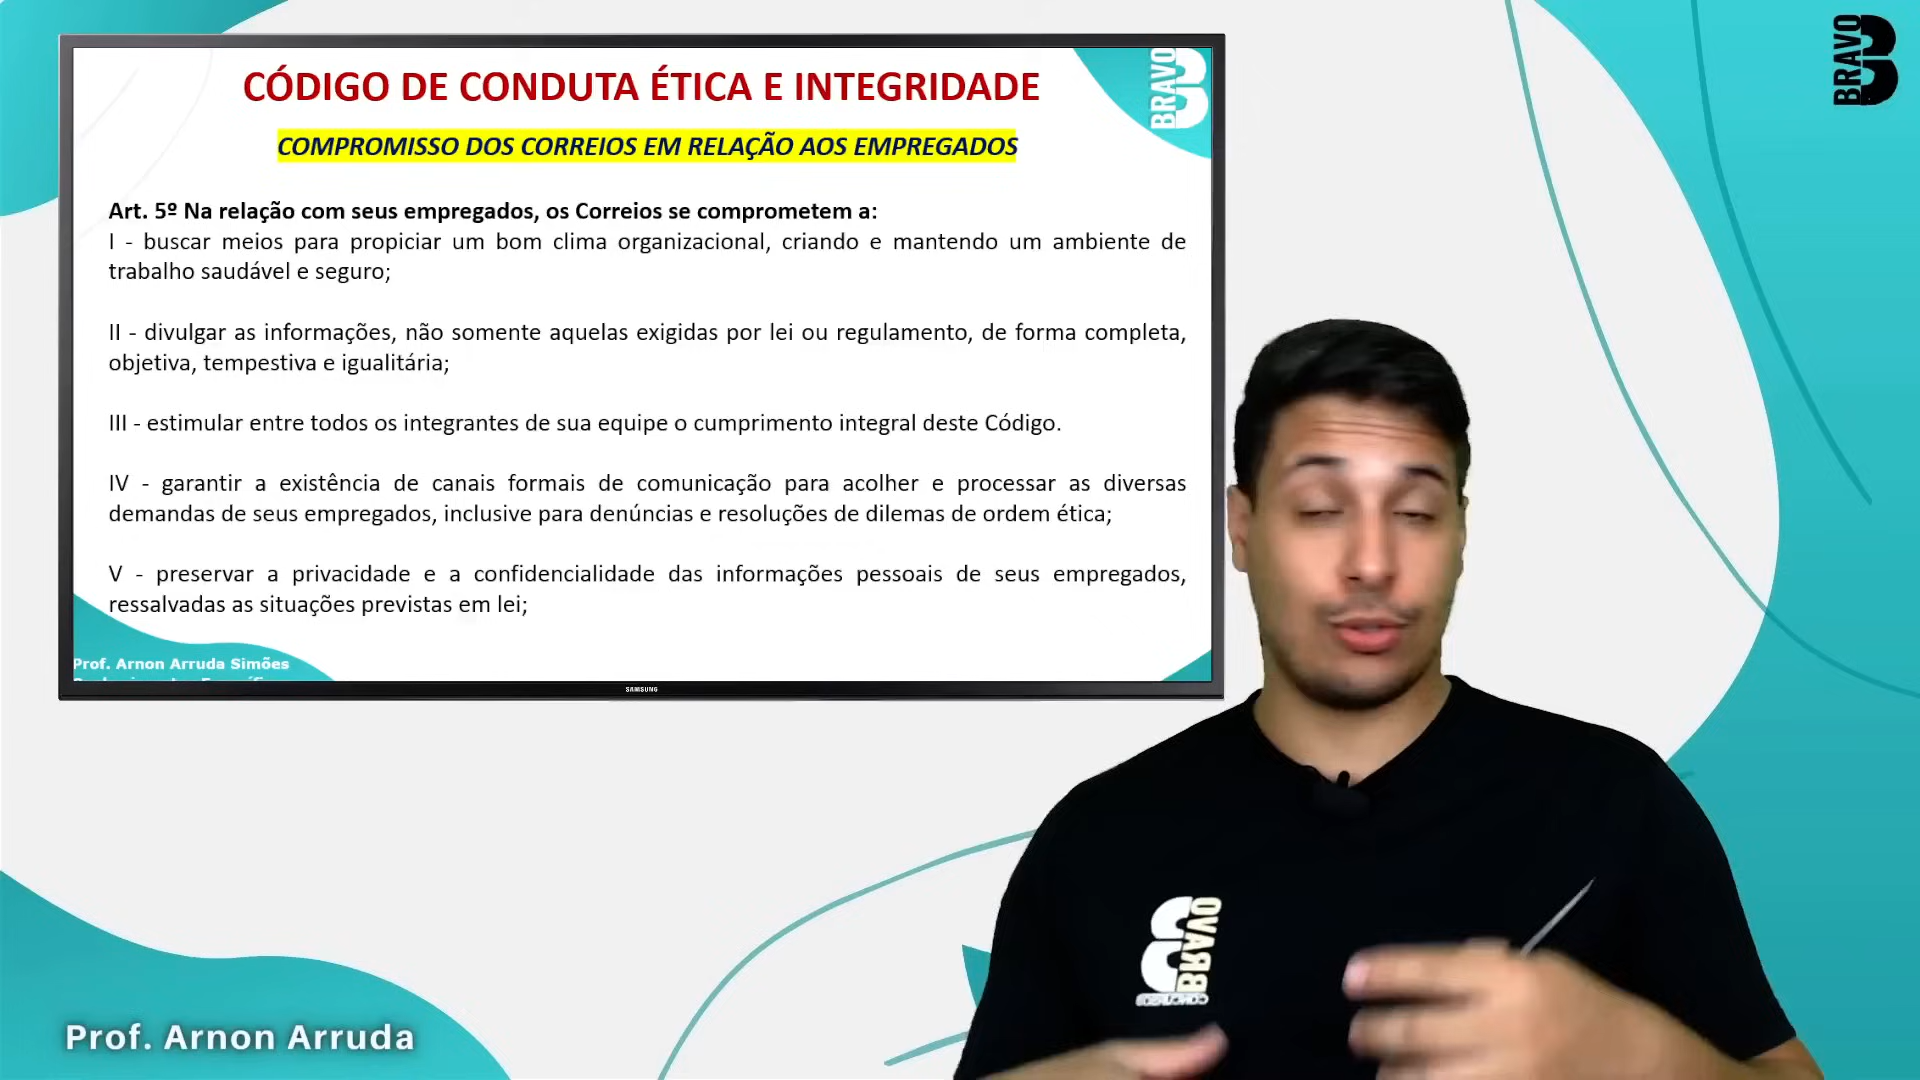 CÓDIGO DE CONDUTA ÉTICA E INTEGRIDADE
COMPROMISSO DOS CORREIOS EM RELAÇÃO AOS EMPREGADOS
Art. 5º Na relação com seus empregados, os Correios se comprometem a:
I - buscar meios para propiciar um bom clima organizacional, criando e mantendo um ambiente de
trabalho saudável e seguro;
II - divulgar as informações, não somente aquelas exigidas por lei ou regulamento, de forma completa,
objetiva, tempestiva e igualitária;
III - estimular entre todos os integrantes de sua equipe o cumprimento integral deste Código.
IV - garantir a existência de canais formais de comunicação para acolher e processar as diversas
demandas de seus empregados, inclusive para denúncias e resoluções de dilemas de ordem ética;
V - preservar a privacidade e a confidencialidade das informações pessoais de seus empregados,
ressalvadas as situações previstas em lei;
Prof. Arnon Arruda Simões
SAMSUNG
BRAVO
BRAVO
BRAVO
CONCURSOS
Prof. Arnon Arruda